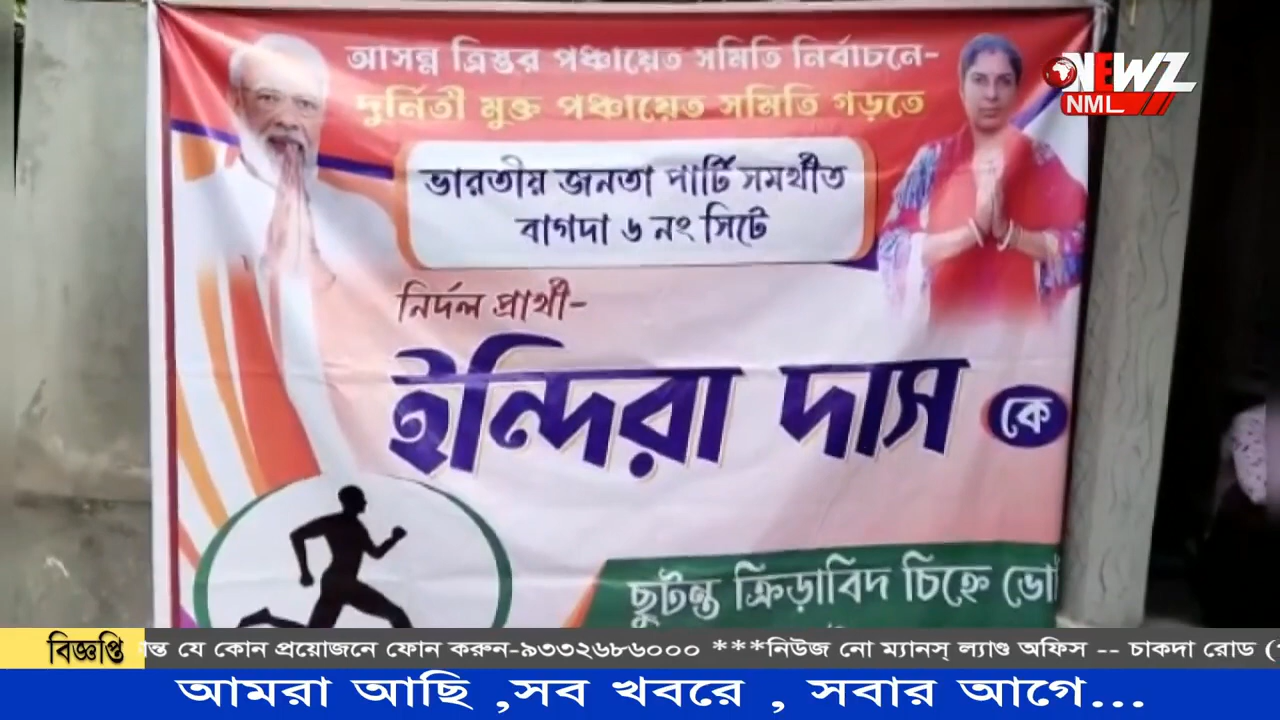 আসন্ন ত্রিস্তর পঞ্চায়েত সমিতি নির্বাচনে-
দুর্নিতী মুক্ত পঞ্চায়েত সমিতি গড়তে
NEWZ
NML
ভারতীয় জনতা পার্টি সমর্থীত
বাগদা ৬ নং সিটে
নির্দল প্রার্থী-
ইন্দিরা দাস কে
ছুটন্ত ক্রিড়াবিদ চিহ্নে
বিজ্ঞপ্তি
যে কোন প্রয়োজনে ফোন করুন-৯৩৩২৬৮৬০০০ ***নিউজ নো ম্যানস্ ল্যাণ্ড অফিস -- চাকদা রোড
আমরা আছি ,সব খবরে , সবার আগে...